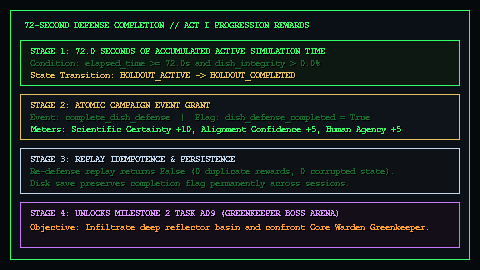 72-SECOND DEFENSE COMPLETION // ACT I PROGRESSION REWARDS
STAGE 1: 72.0 SECONDS OF ACCUMULATED ACTIVE SIMULATION TIME
Condition: elapsed_time >= 72.0s and dish_integrity > 0.0%
State Transition: HOLDOUT_ACTIVE -> HOLDOUT_COMPLETED
STAGE 2: ATOMIC CAMPAIGN EVENT GRANT
Event: complete_dish_defense | Flag: dish_defense_completed = True
Meters: Scientific Certainty +10, Alignment Confidence +5, Human Agency +5
STAGE 3: REPLAY IDEMPOTENCE & PERSISTENCE
Re-defense replay returns False (0 duplicate rewards, 0 corrupted state).
Disk save preserves completion flag permanently across sessions.
STAGE 4: UNLOCKS MILESTONE 2 TASK AD9 (GREENKEEPER BOSS ARENA)
Objective: Infiltrate deep reflector basin and confront Core Warden Greenkeeper.